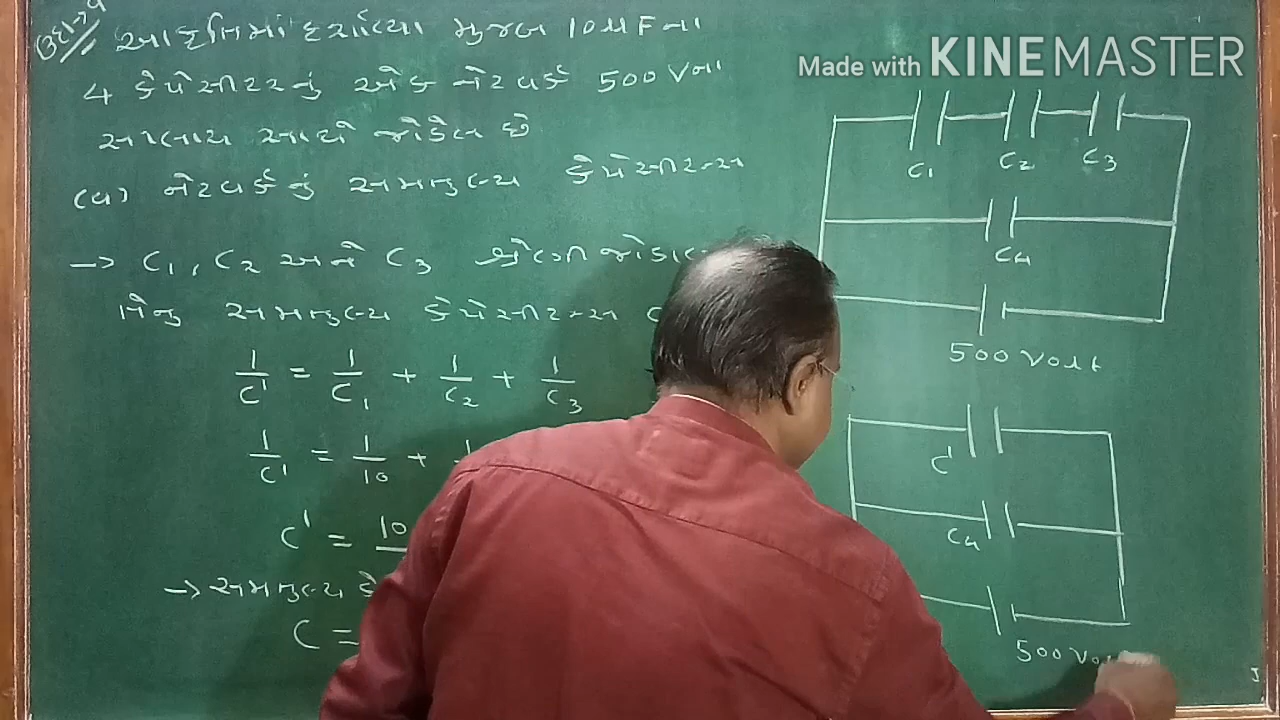 ઉદા-9
આકૃતિમાં દર્શાવ્યા મુજબ 10μFના
4 કેપેસીટરનું એક નેટવર્ક 500 Vના
સપ્લાય સાથે જોડેલ છે
(a) નેટવર્કનું સમતુલ્ય કેપેસીટન્સ
→ C₁, C₂ અને C₃ શ્રેણી
તેનુ સમતુલ્ય કેપેસીટન્સ
1/C' = 1/C₁ + 1/C₂ + 1/C₃
1/C' = 1/10 +
C' = 10
→ સમતુલ્ય
C =
Made with KINEMASTER
C₁ C₂ C₃
C₄
500 Volt
C'
C₄
500 Vo